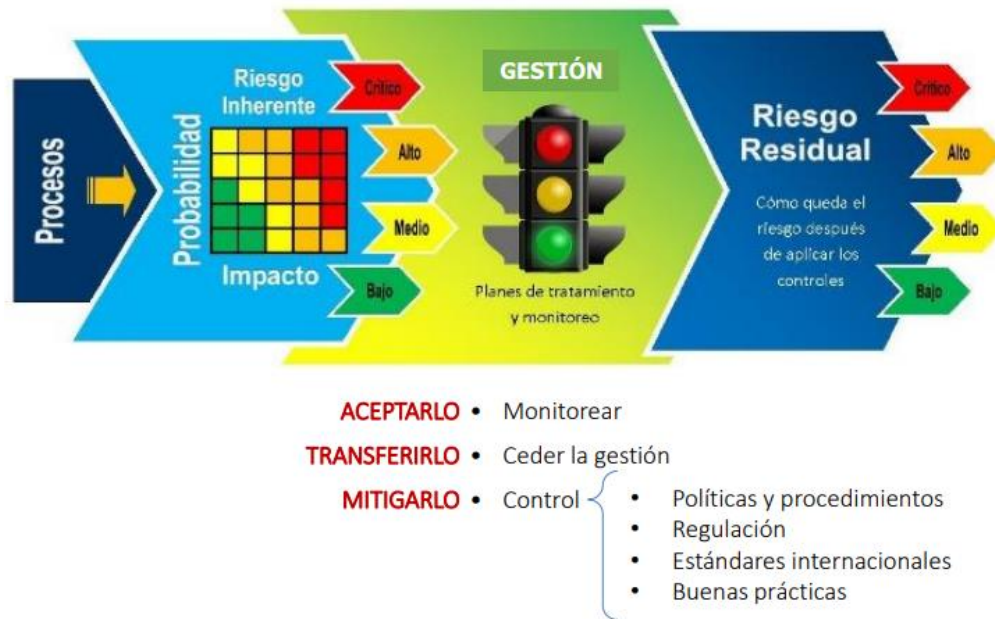 Procesos
Riesgo
Inherente
Probabilidad
Impacto
Crítico
Alto
Medio
Bajo
GESTIÓN
Planes de tratamiento
y monitoreo
Riesgo
Residual
Cómo queda el
riesgo después
de aplicar los
controles
Crítico
Alto
Medio
Bajo
ACEPTARLO • Monitorear
TRANSFERIRLO • Ceder la gestión
MITIGARLO • Control
• Políticas y procedimientos
• Regulación
• Estándares internacionales
• Buenas prácticas